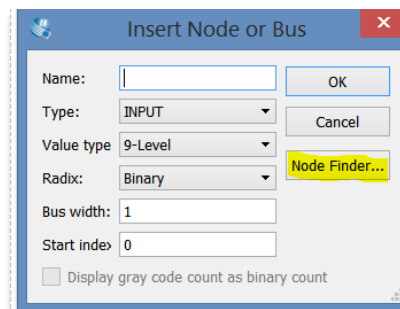 Insert Node or Bus
Name:
OK
Type: INPUT
Cancel
Value type 9-Level
Node Finder...
Radix: Binary
Bus width: 1
Start index 0
Display gray code count as binary count